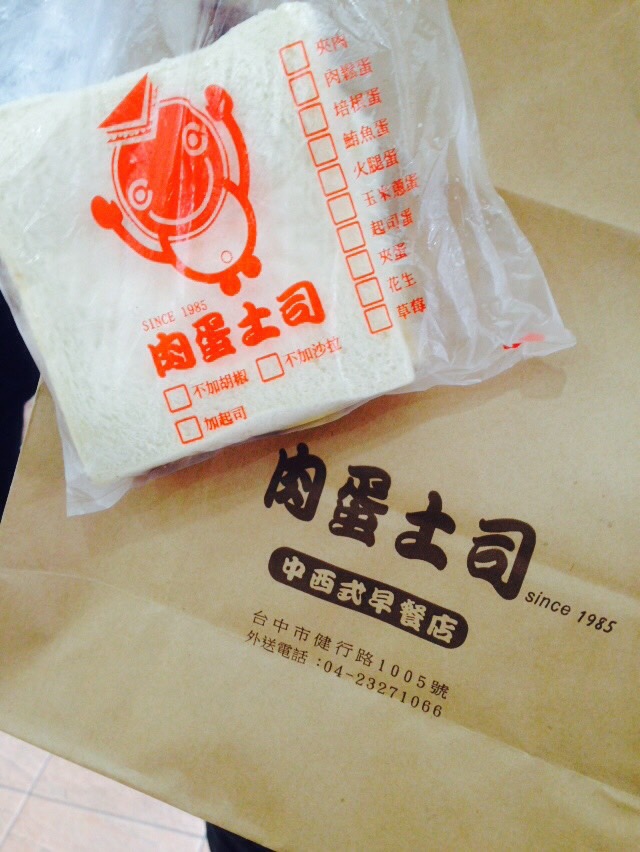 夾肉
肉鬆蛋
培根蛋
鮪魚蛋
火腿蛋
玉米蔥蛋
起司蛋
夾蛋
花生
草莓
SINCE 1985
肉蛋土司
不加胡椒
不加沙拉
加起司
肉蛋土司
since 1985
中西式早餐店
台中市健行路1005號
外送電話:04-23271066